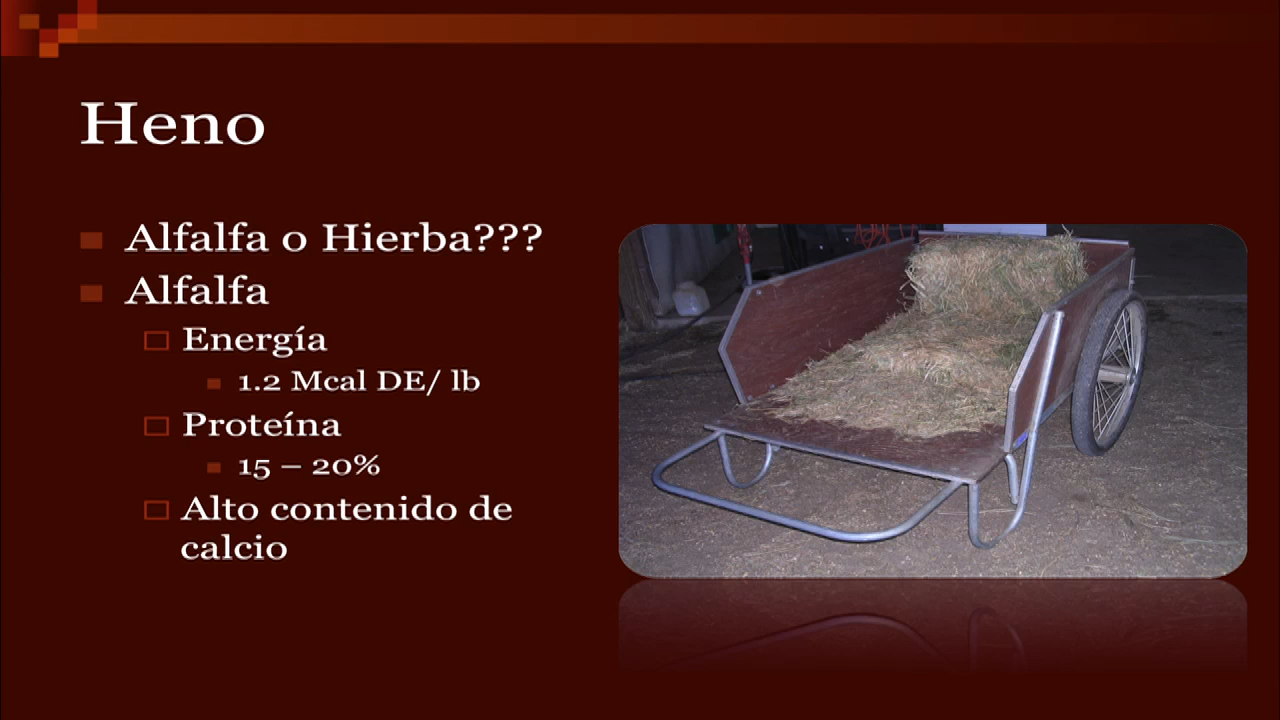 Heno
Alfalfa o Hierba???
Alfalfa
Energía
1.2 Mcal DE/ lb
Proteína
15 – 20%
Alto contenido de
calcio